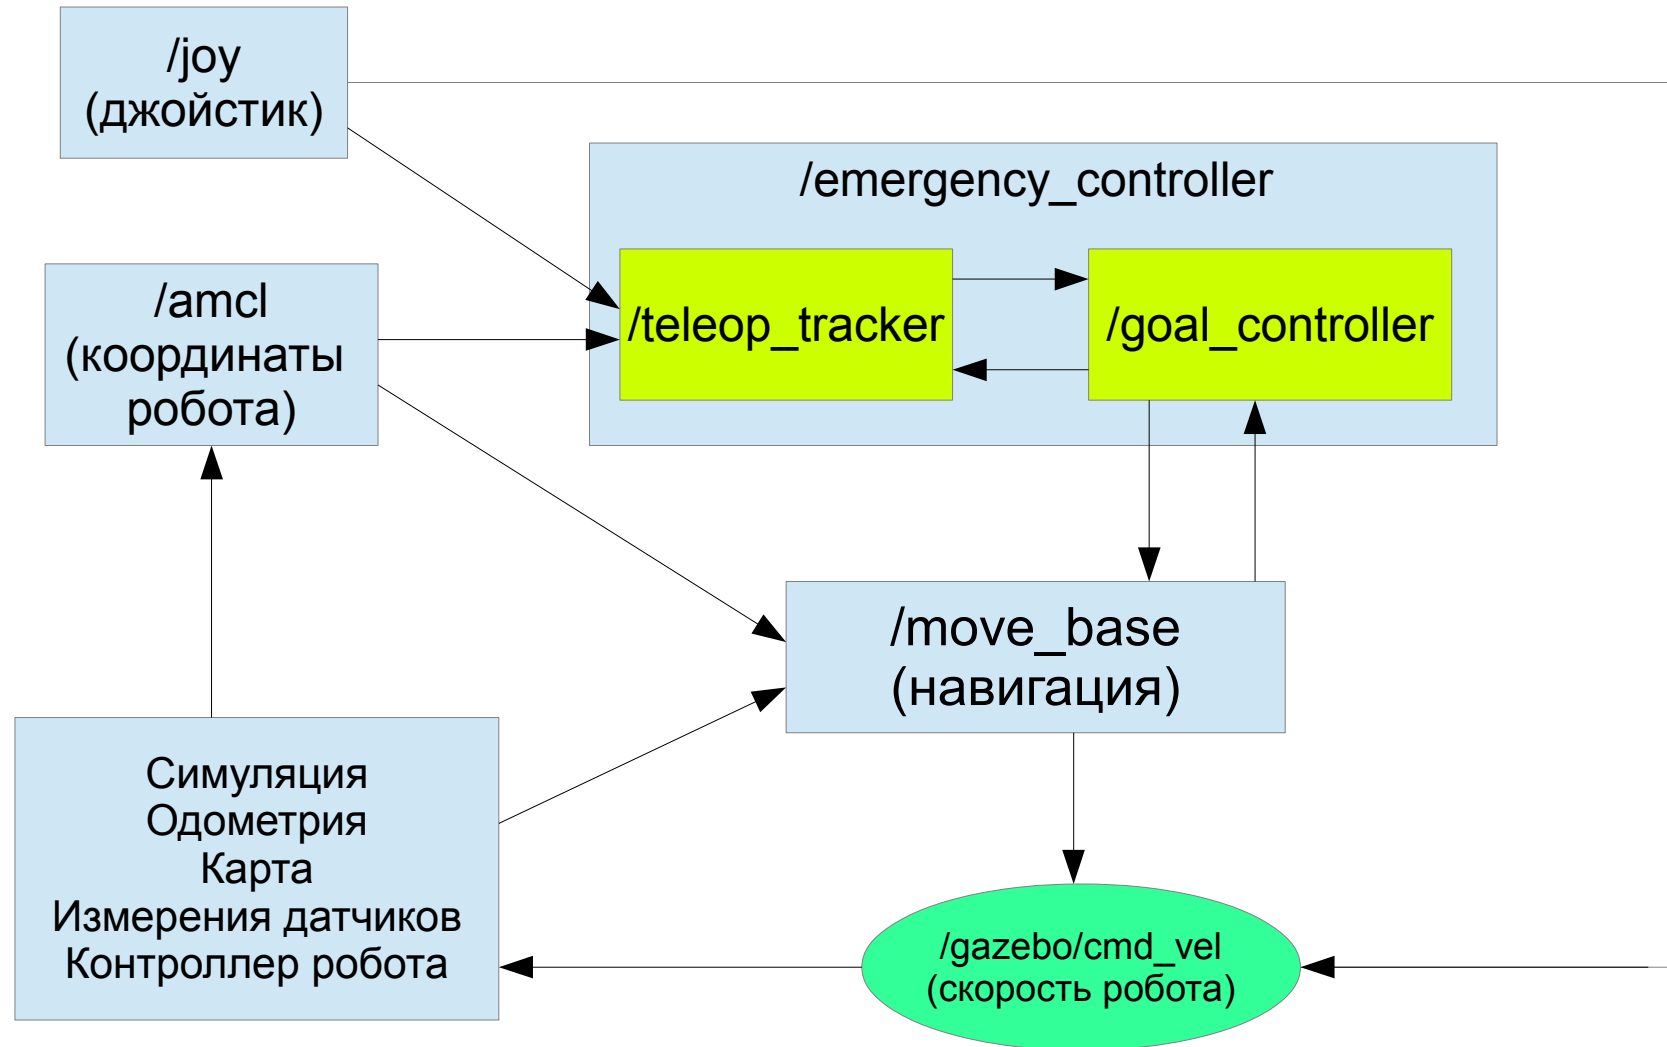 /joy
(джойстик)
/emergency_controller
/amcl
(координаты
робота)
/teleop_tracker
/goal_controller
/move_base
(навигация)
Симуляция
Одометрия
Карта
Измерения датчиков
Контроллер робота
/gazebo/cmd_vel
(скорость робота)